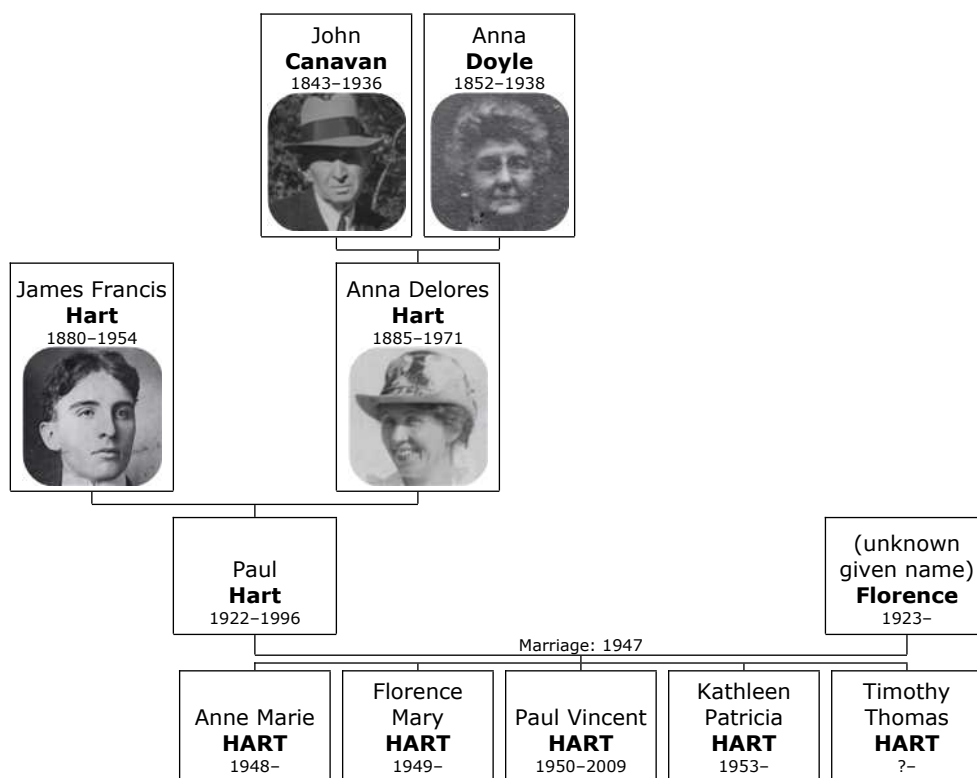 John
Canavan
1843–1936
Anna
Doyle
1852–1938
James Francis
Hart
1880–1954
Anna Delores
Hart
1885–1971
Paul
Hart
1922–1996
(unknown
given name)
Florence
1923–
Marriage: 1947
Anne Marie
HART
1948–
Florence
Mary
HART
1949–
Paul Vincent
HART
1950–2009
Kathleen
Patricia
HART
1953–
Timothy
Thomas
HART
?–